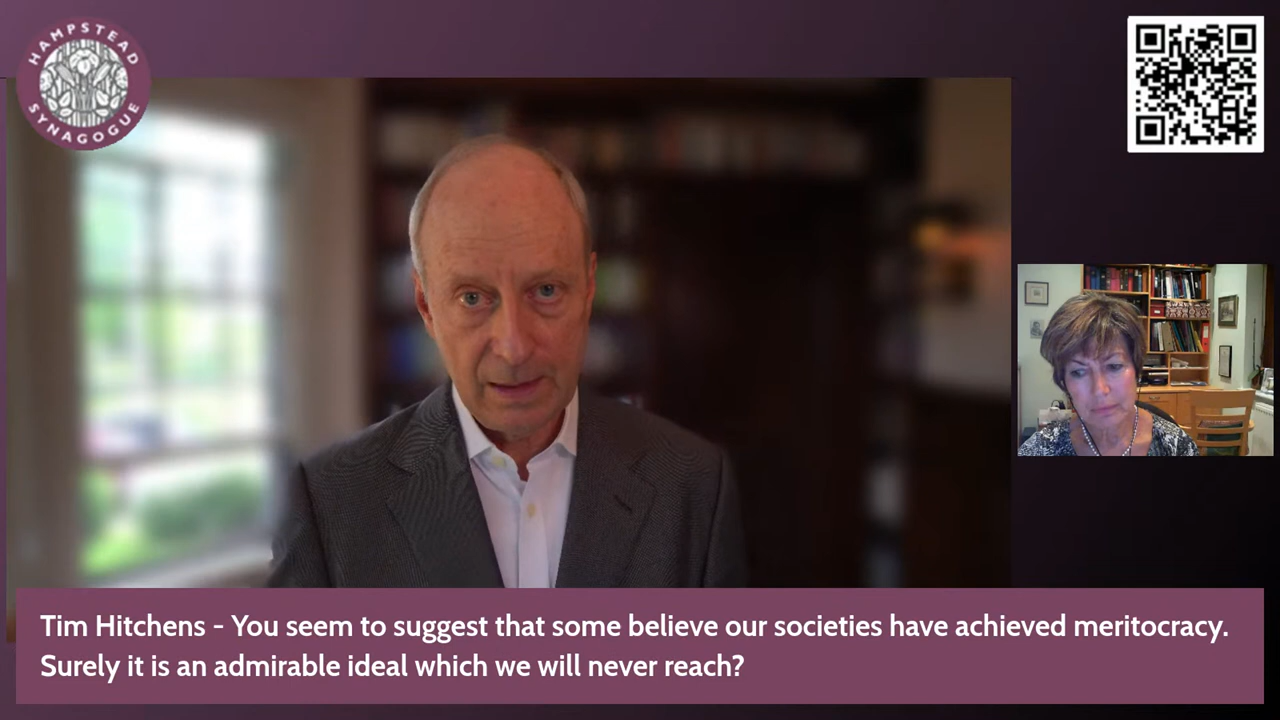 HAMPSTEAD
SYNAGOGUE
Tim Hitchens - You seem to suggest that some believe our societies have achieved meritocracy.
Surely it is an admirable ideal which we will never reach?